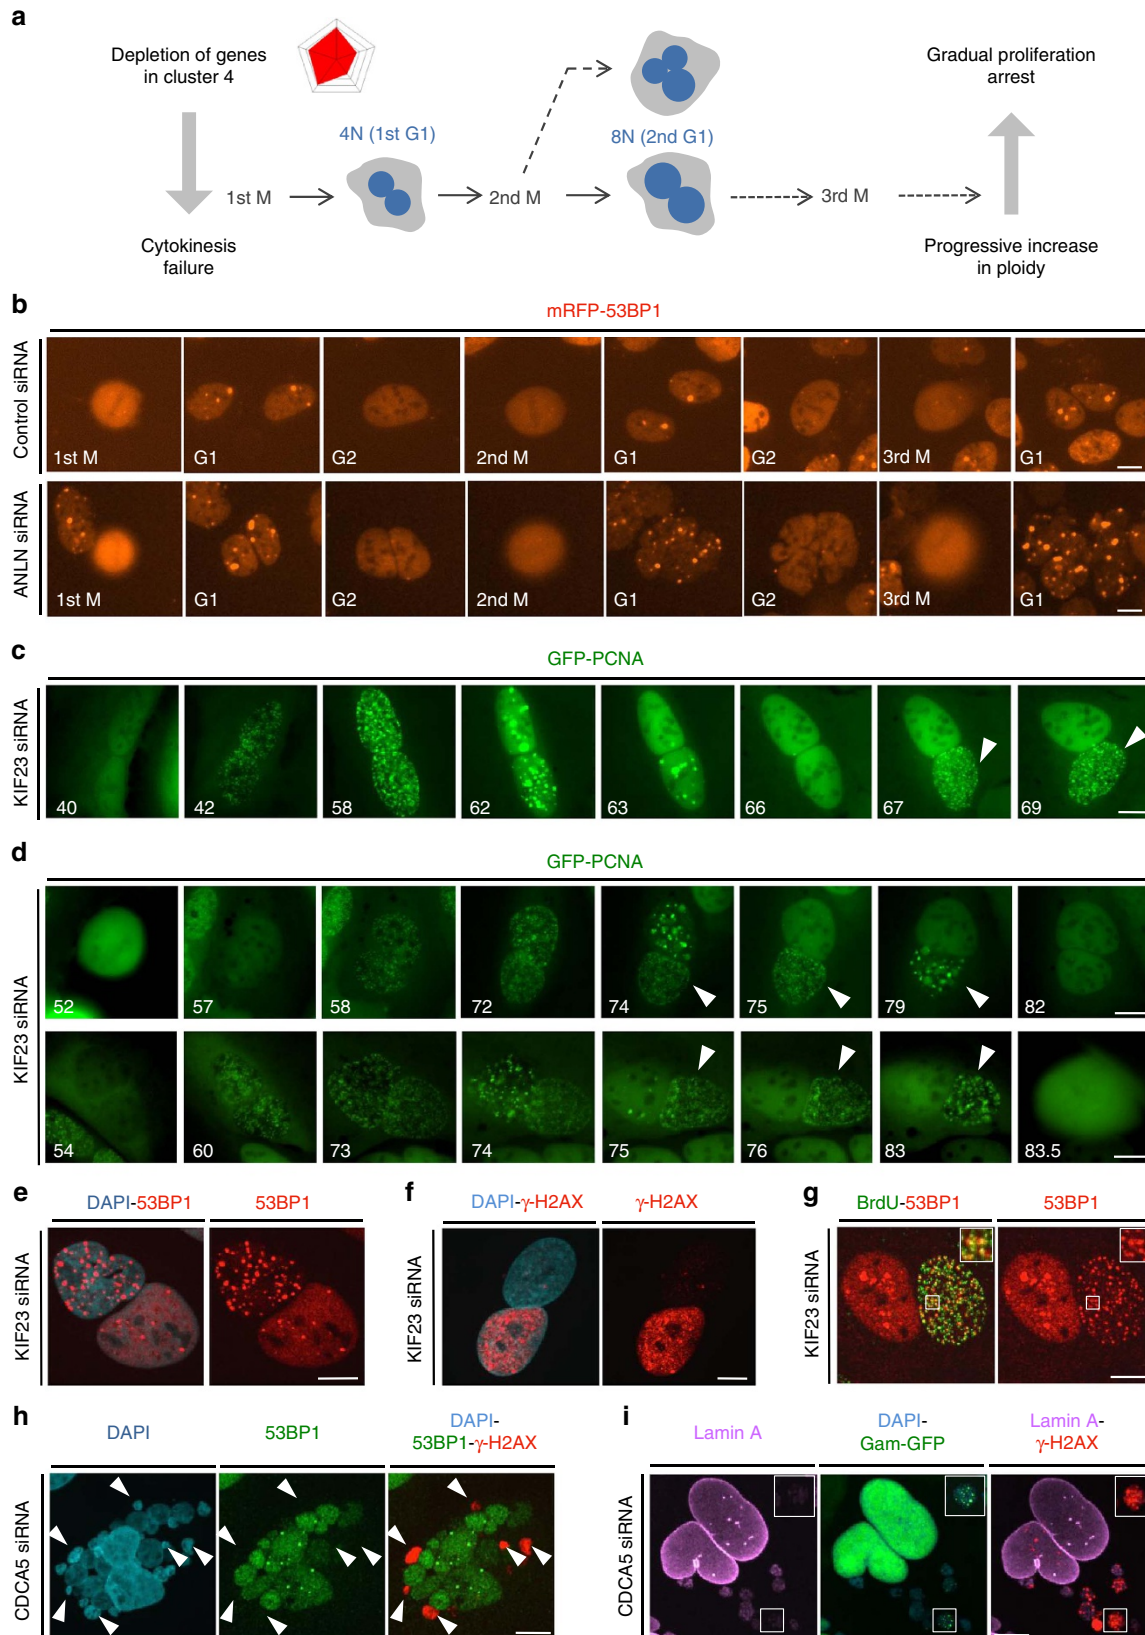 a
Depletion of genes
in cluster 4
Gradual proliferation
arrest
4N (1st G1)
8N (2nd G1)
1st M
2nd M
3rd M
Cytokinesis
failure
Progressive increase
in ploidy
b
mRFP-53BP1
Control siRNA
1st M
G1
G2
2nd M
G1
G2
3rd M
G1
ANLN siRNA
1st M
G1
G2
2nd M
G1
G2
3rd M
G1
c
GFP-PCNA
KIF23 siRNA
40
42
58
62
63
66
67
69
d
GFP-PCNA
KIF23 siRNA
52
57
58
72
74
75
79
82
54
60
73
74
75
76
83
83.5
e
DAPI-53BP1
53BP1
KIF23 siRNA
f
DAPI-γ-H2AX
γ-H2AX
KIF23 siRNA
g
BrdU-53BP1
53BP1
KIF23 siRNA
h
DAPI
53BP1
DAPI-
53BP1-γ-H2AX
CDCA5 siRNA
i
Lamin A
DAPI-
Gam-GFP
Lamin A-
γ-H2AX
CDCA5 siRNA